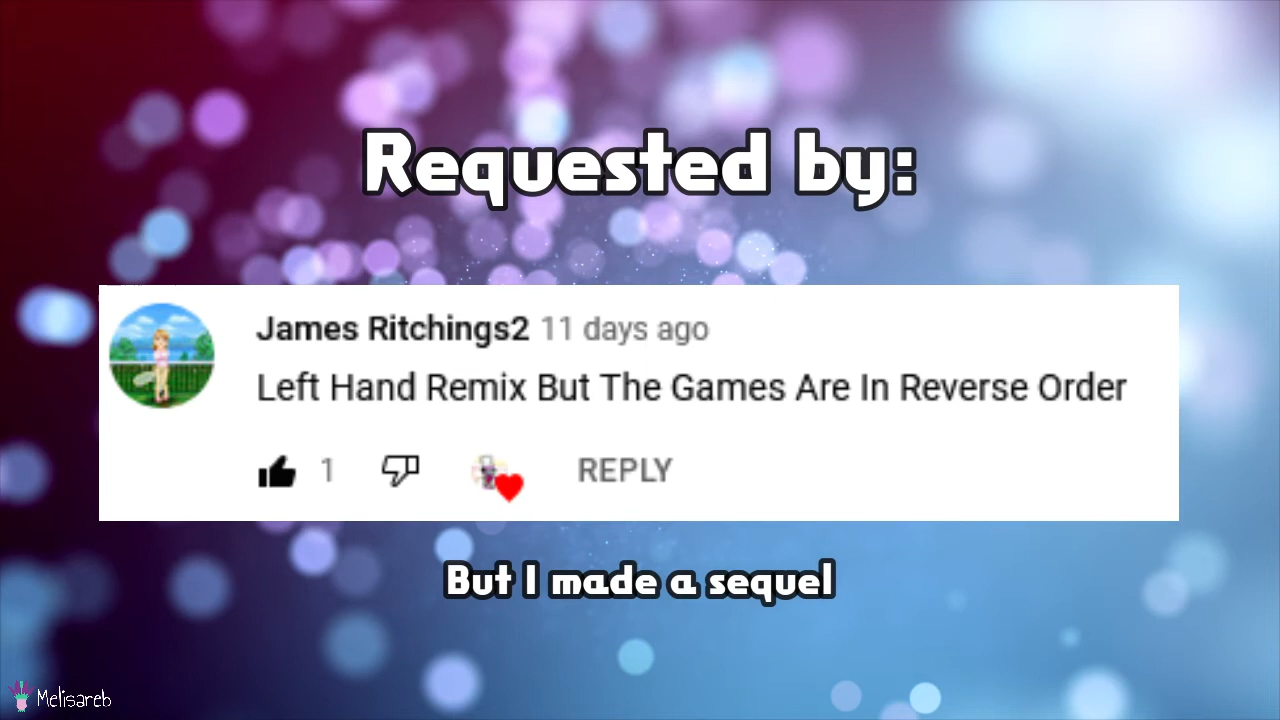 Requested by:
James Ritchings2 11 days ago
Left Hand Remix But The Games Are In Reverse Order
1 REPLY
But I made a sequel
Melisareb